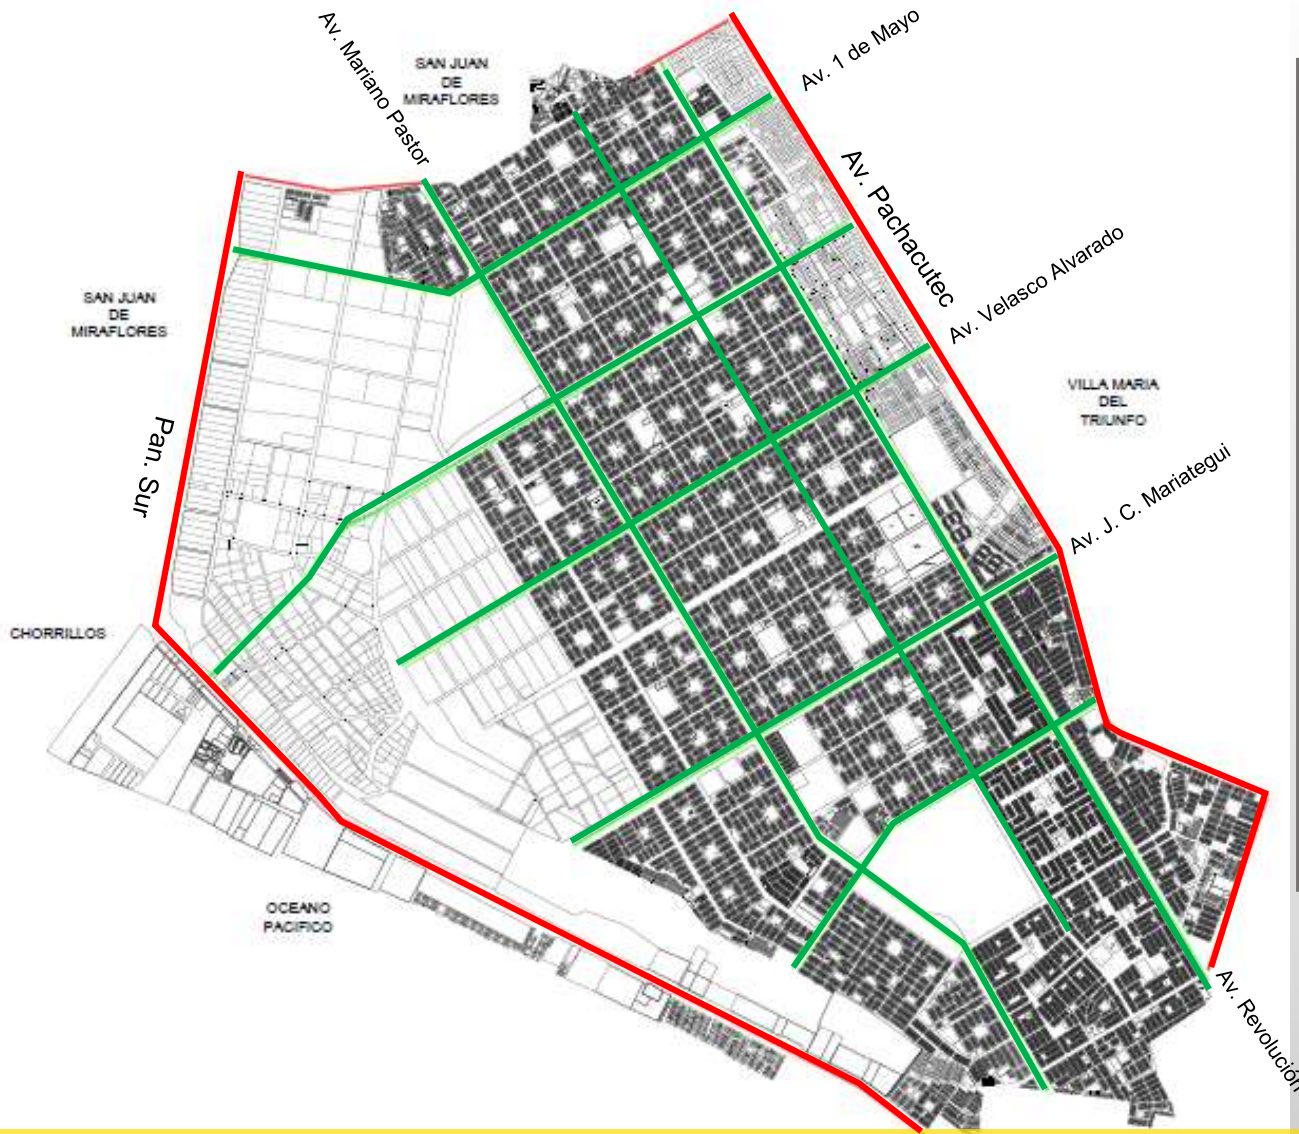 Av. Mariano Pastor
SAN JUAN
DE
MIRAFLORES
Av. 1 de Mayo
Av. Pachacutec
Av. Velasco Alvarado
SAN JUAN
DE
MIRAFLORES
VILLA MARIA
DEL
TRIUNFO
Pan. Sur
Av. J. C. Mariategui
CHORRILLOS
OCEANO
PACIFICO
Av. Revolución